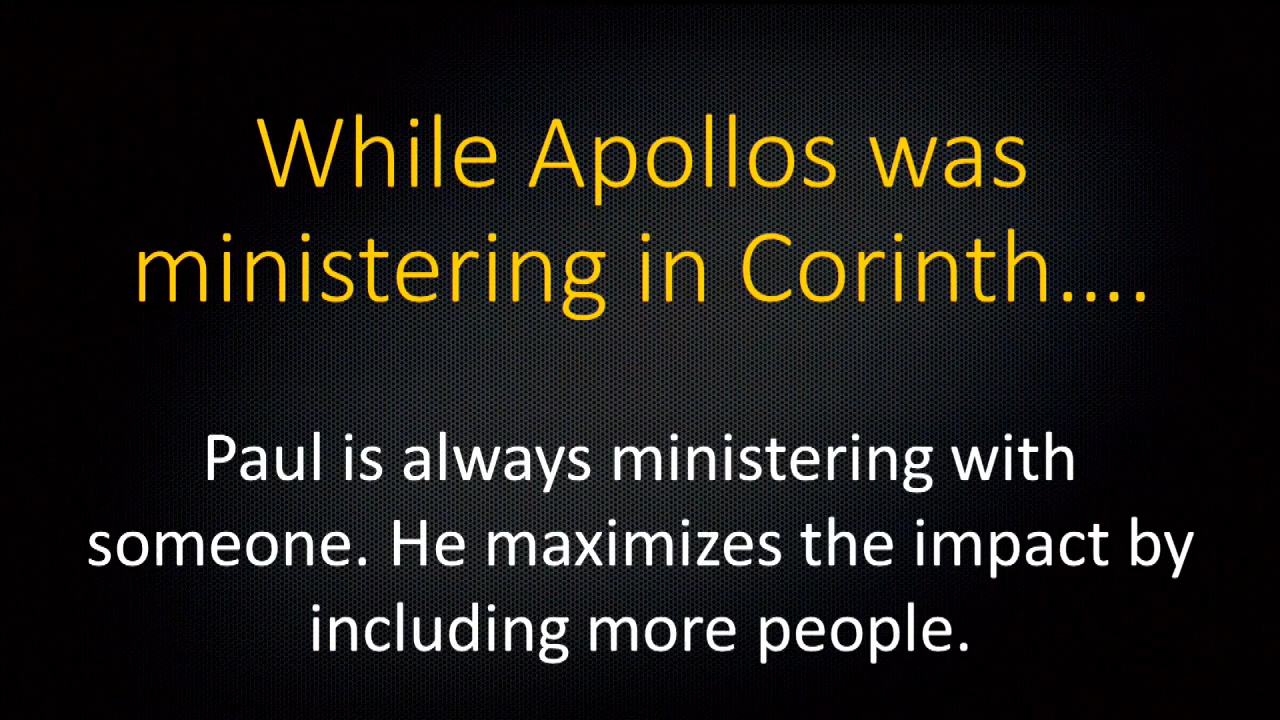 While Apollos was
ministering in Corinth….
Paul is always ministering with
someone. He maximizes the impact by
including more people.